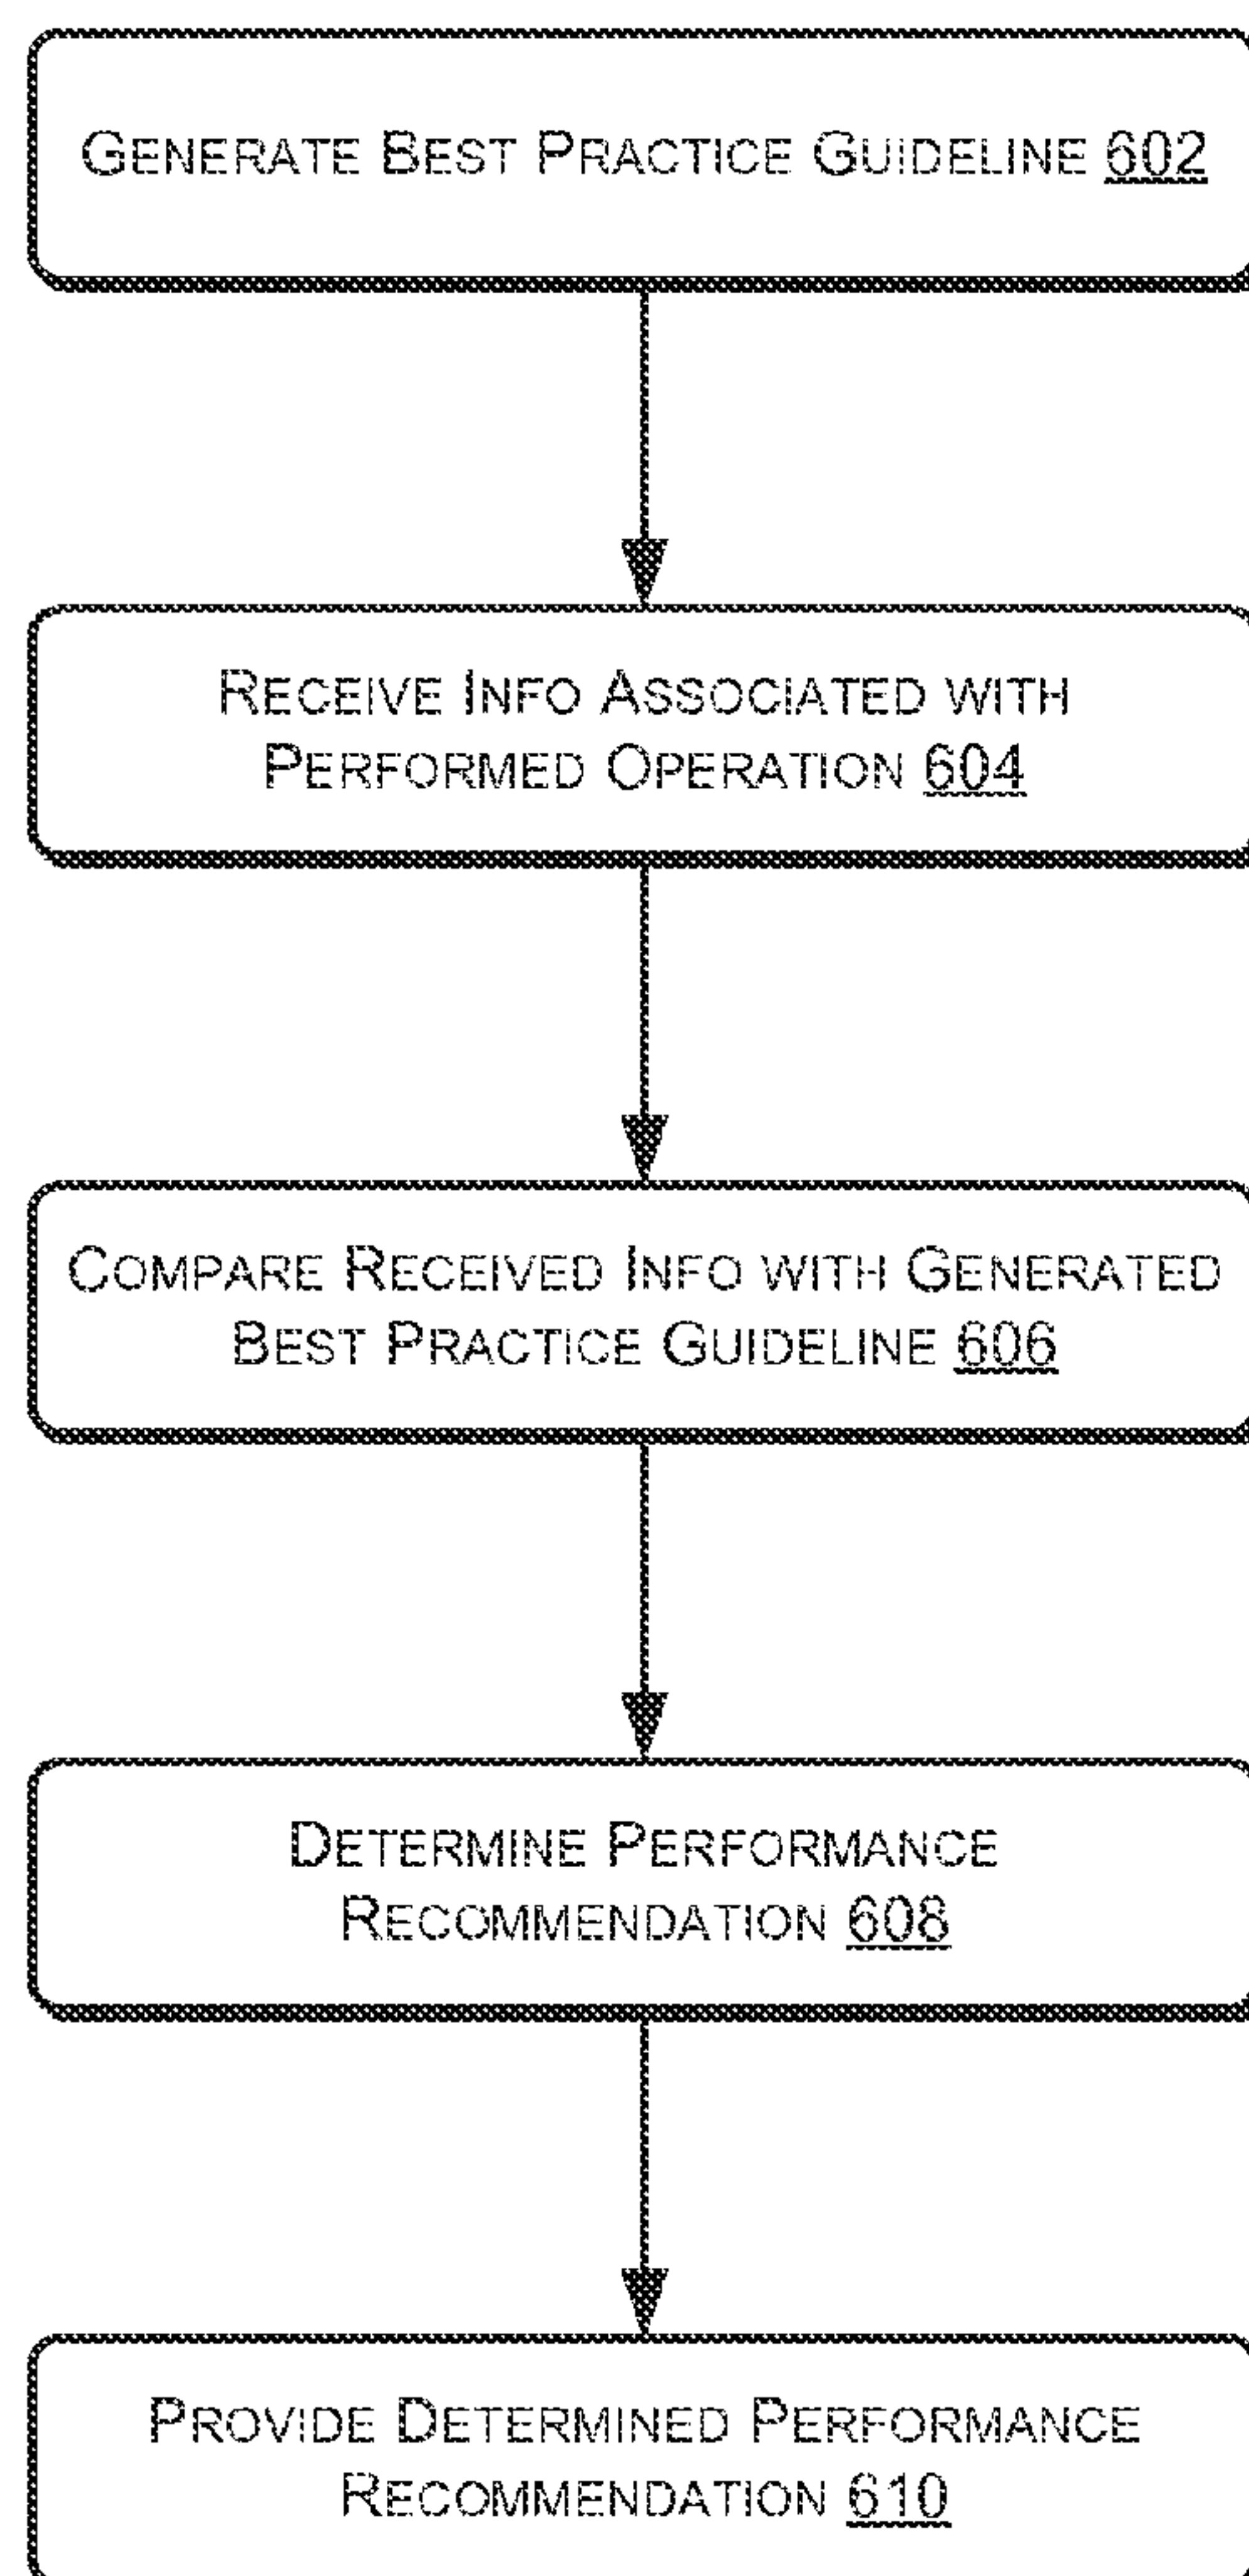 GENERATE BEST PRACTICE GUIDELINE 602
RECEIVE INFO ASSOCIATED WITH
PERFORMED OPERATION 604
COMPARE RECEIVED INFO WITH GENERATED
BEST PRACTICE GUIDELINE 606
DETERMINE PERFORMANCE
RECOMMENDATION 608
PROVIDE DETERMINED PERFORMANCE
RECOMMENDATION 610